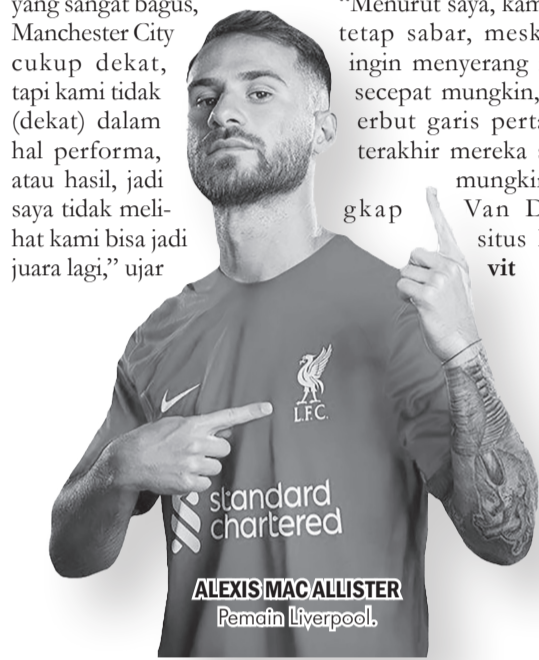 yang sangat bagus,
Manchester City
cukup dekat,
tapi kami tidak
(dekat) dalam
hal performa,
atau hasil, jadi
saya tidak meli-
hat kami bisa jadi
juara lagi,” ujar
“Menurut saya, kam
tetap sabar, mesk
ingin menyerang
secepat mungkin,
erbut garis pert
terakhir mereka
mungkin
gkap Van D
situs
vit
L.F.C.
standard
chartered
ALEXIS MAC ALLISTER
Pemain Liverpool.